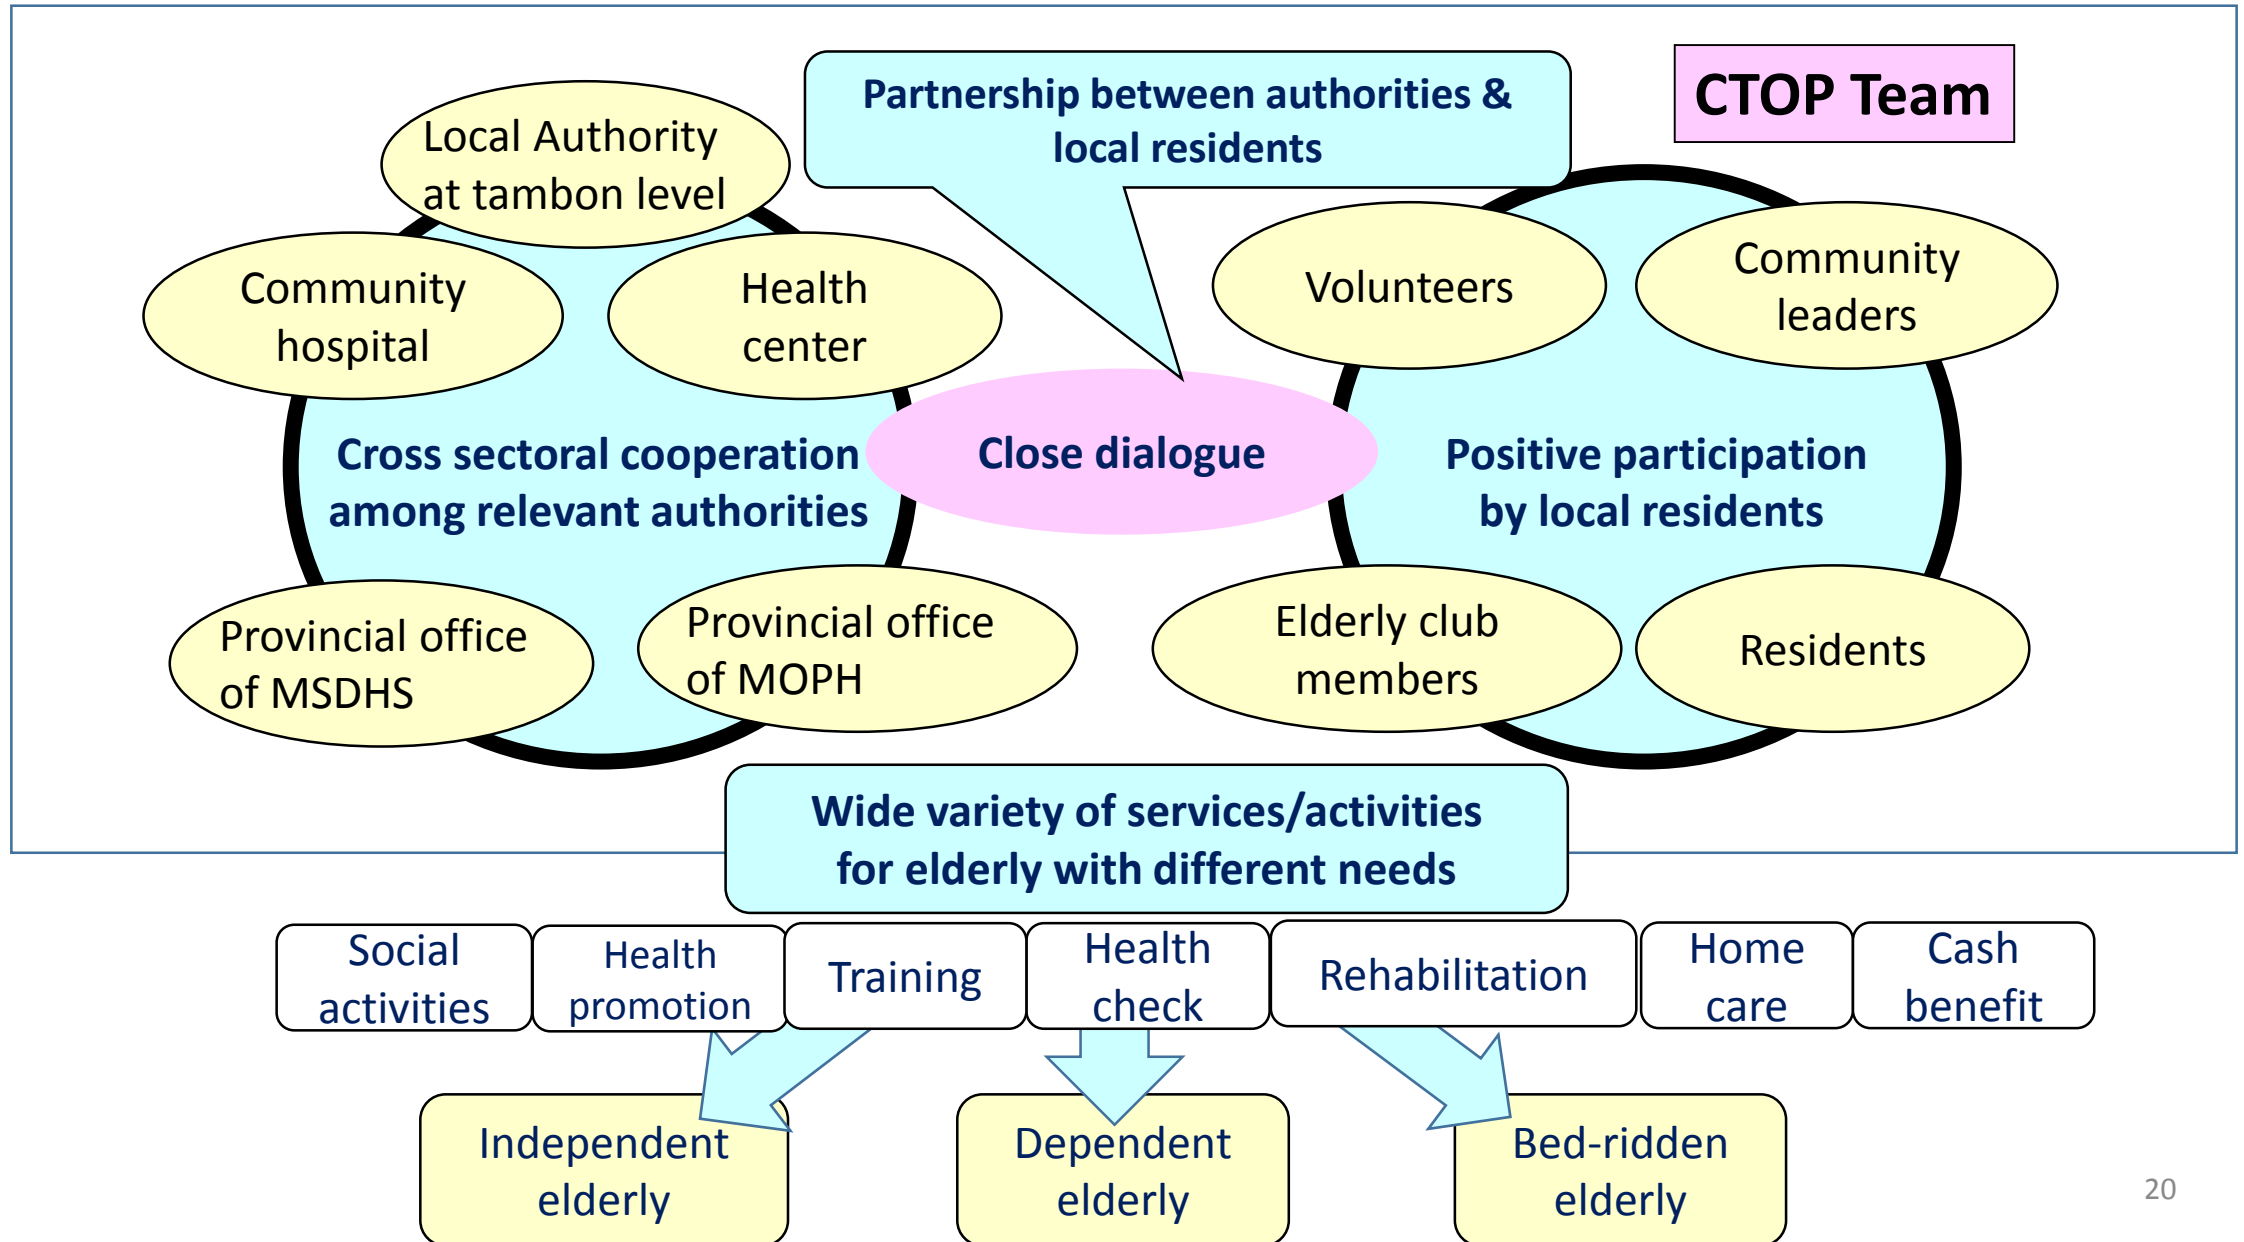 Partnership between authorities &
local residents
CTOP Team
Local Authority
at tambon level
Community
hospital
Health
center
Cross sectoral cooperation
among relevant authorities
Provincial office
of MSDHS
Provincial office
of MOPH
Close dialogue
Volunteers
Community
leaders
Positive participation
by local residents
Elderly club
members
Residents
Wide variety of services/activities
for elderly with different needs
Social
activities
Health
promotion
Training
Health
check
Rehabilitation
Home
care
Cash
benefit
Independent
elderly
Dependent
elderly
Bed-ridden
elderly
20